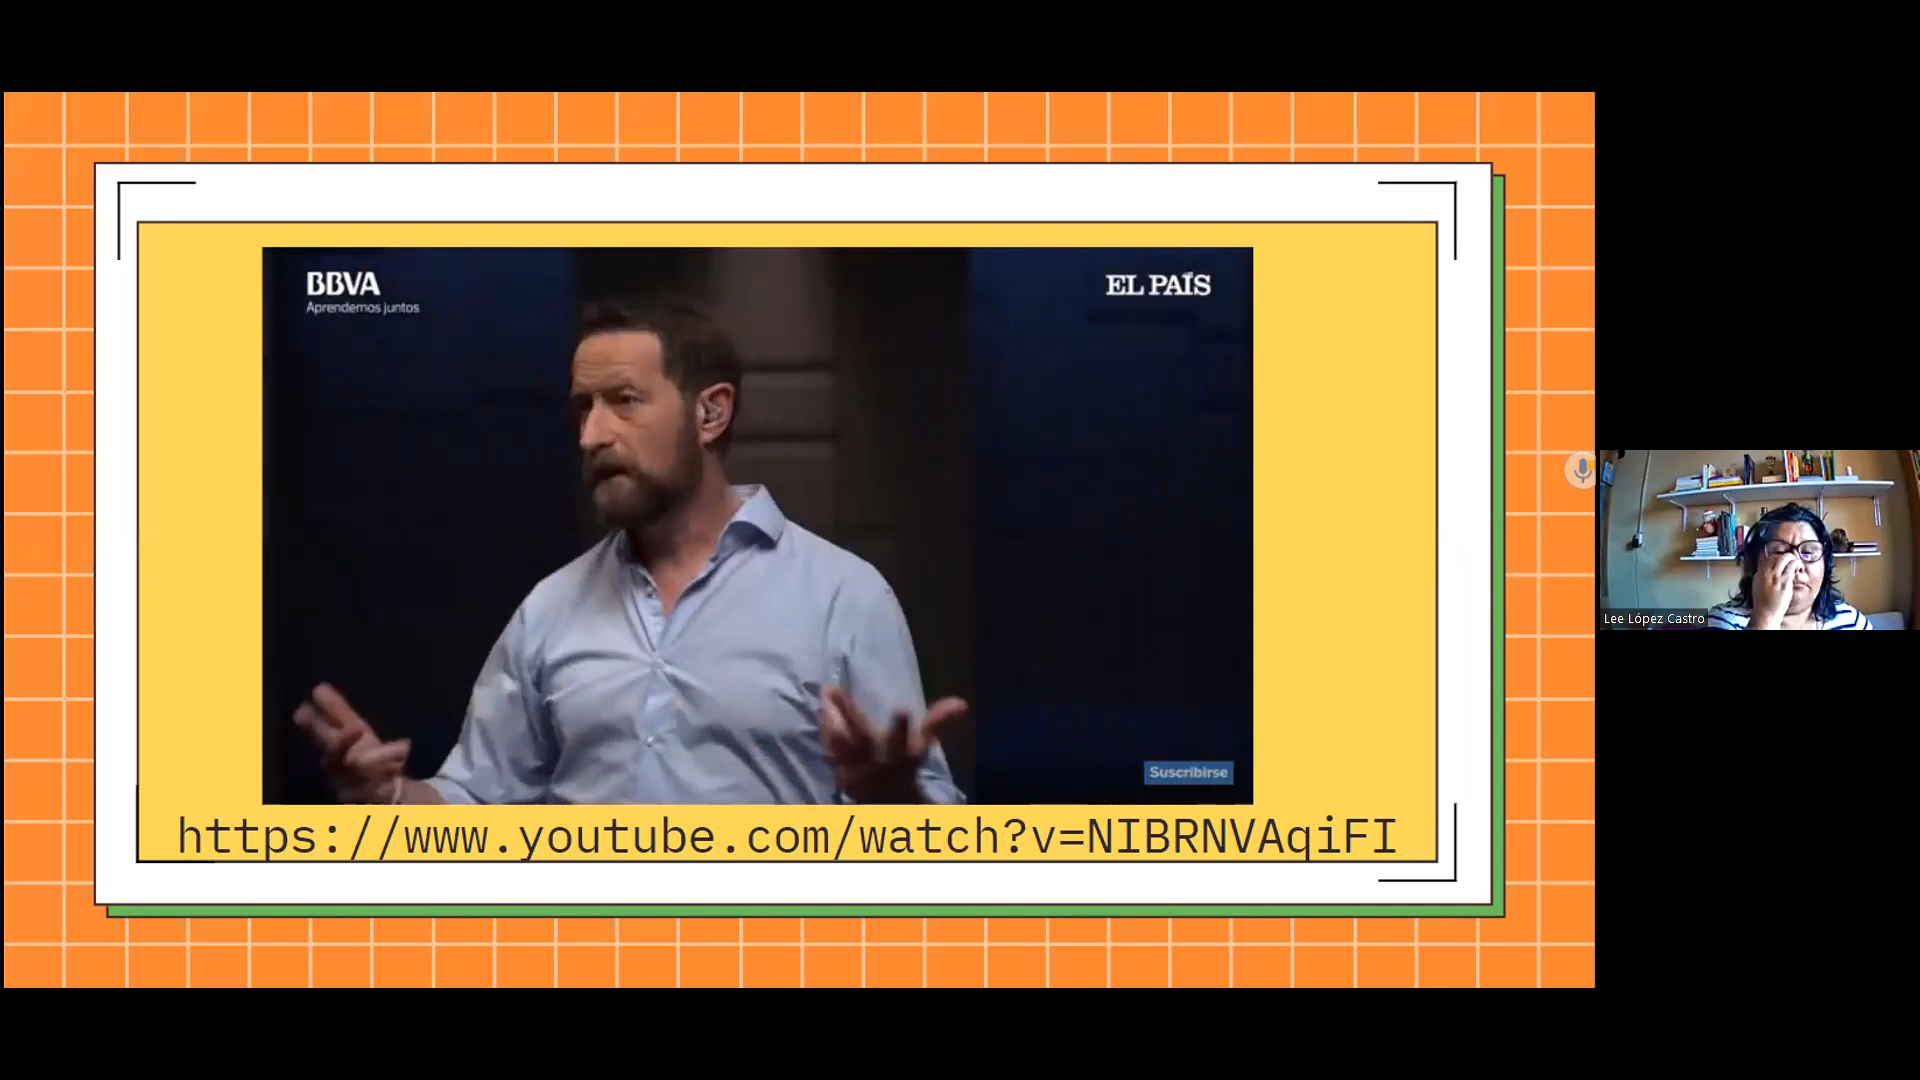 BBVA
Aprendemos juntos
EL PAÍS
Suscribirse
https://www.youtube.com/watch?v=NIBRNVAqiFI
Lee López Castro